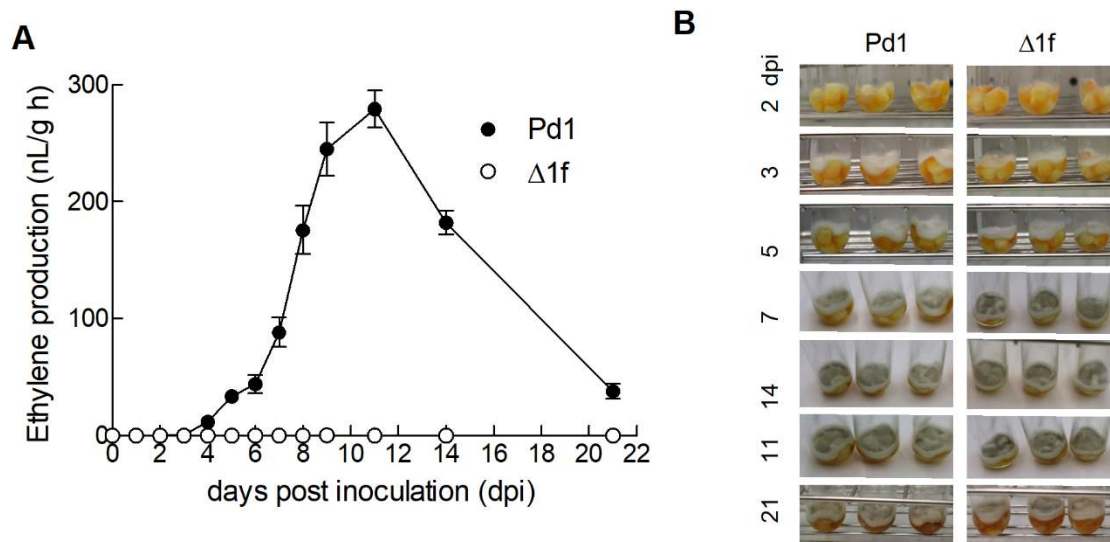 A
Ethylene production (nL/g h)
300
200
100
0
0 2 4 6 8 10 12 14 16 18 20 22
days post inoculation (dpi)
Pd1
Δ1f
B
Pd1 Δ1f
2 dpi
3
5
7
14
11
21